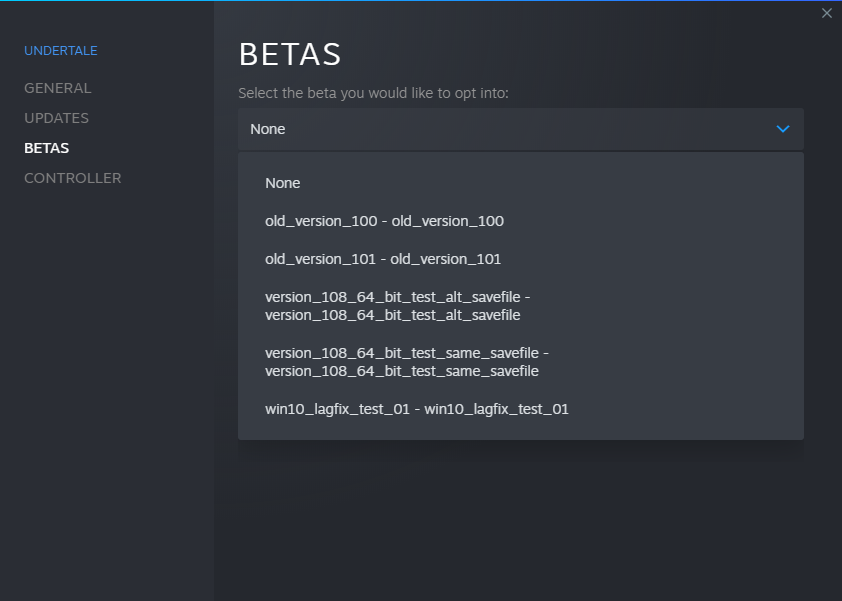 UNDERTALE
GENERAL
UPDATES
BETAS
CONTROLLER
BETAS
Select the beta you would like to opt into:
None
None
old_version_100 - old_version_100
old_version_101 - old_version_101
version_108_64_bit_test_alt_savefile -
version_108_64_bit_test_alt_savefile
version_108_64_bit_test_same_savefile -
version_108_64_bit_test_same_savefile
win10_lagfix_test_01 - win10_lagfix_test_01